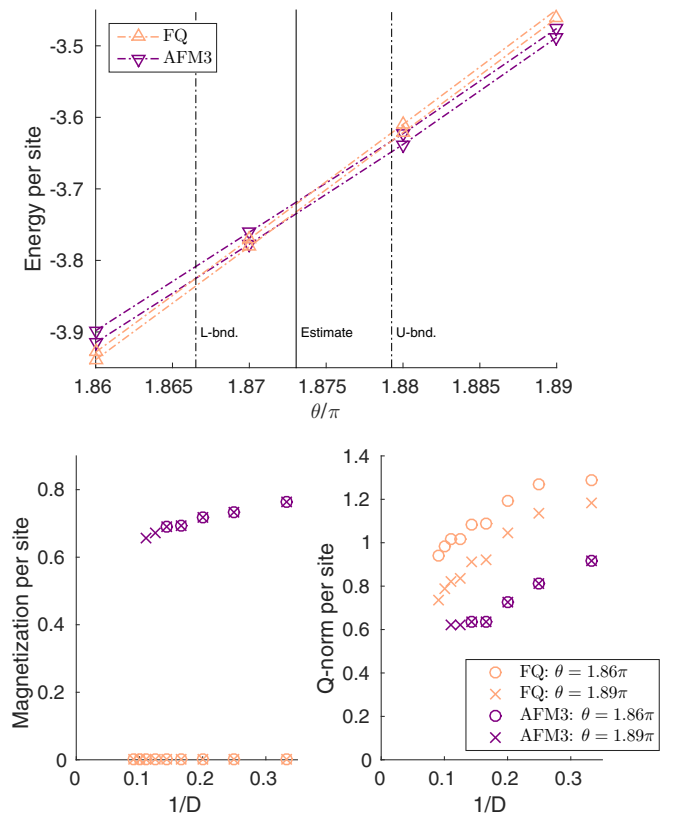 -3.5
-3.6
-3.7
-3.8
-3.9
Energy per site
FQ
AFM3
L-bnd.
Estimate
U-bnd.
1.86 1.865 1.87 1.875 1.88 1.885 1.89
θ/π
0.8
0.6
0.4
0.2
0
Magnetization per site
0 0.1 0.2 0.3
1/D
1.4
1.2
1
0.8
0.6
0.4
0.2
0
Q-norm per site
FQ: θ = 1.86π
FQ: θ = 1.89π
AFM3: θ = 1.86π
AFM3: θ = 1.89π
0 0.1 0.2 0.3
1/D